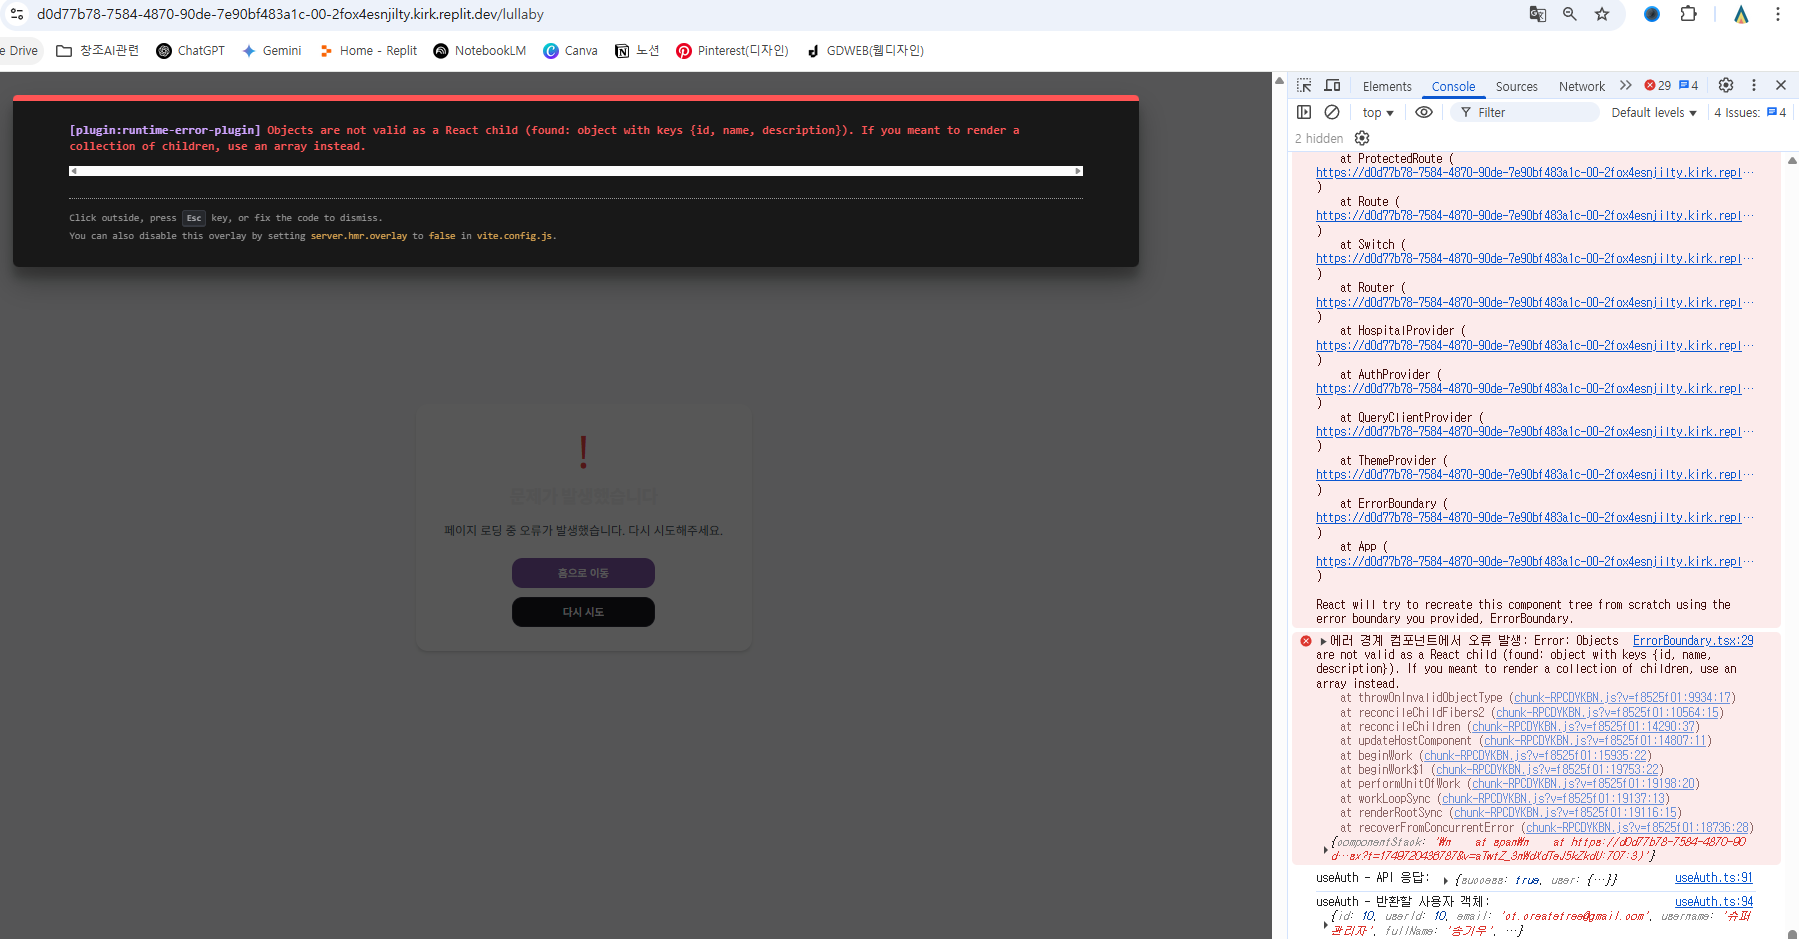 d0d77b78-7584-4870-90de-7e90bf483a1c-00-2fox4esnjilty.kirk.replit.dev/lullaby
e Drive
창조AI관련
ChatGPT
Gemini
Home - Replit
NotebookLM
Canva
노션
Pinterest(디자인)
GDWEB(웹디자인)
[plugin:runtime-error-plugin] Objects are not valid as a React child (found: object with keys {id, name, description}). If you meant to render a
collection of children, use an array instead.
Click outside, press Esc key, or fix the code to dismiss.
You can also disable this overlay by setting server.hmr.overlay to false in vite.config.js.
!
문제가 발생했습니다
페이지 로딩 중 오류가 발생했습니다. 다시 시도해주세요.
홈으로 이동
다시 시도
Elements
Console
Sources
Network
29
4
top
Filter
Default levels
4 Issues:
4
2 hidden
at ProtectedRoute (
https://d0d77b78-7584-4870-90de-7e90bf483a1c-00-2fox4esnjilty.kirk.repl…
)
at Route (
https://d0d77b78-7584-4870-90de-7e90bf483a1c-00-2fox4esnjilty.kirk.repl…
)
at Switch (
https://d0d77b78-7584-4870-90de-7e90bf483a1c-00-2fox4esnjilty.kirk.repl…
)
at Router (
https://d0d77b78-7584-4870-90de-7e90bf483a1c-00-2fox4esnjilty.kirk.repl…
)
at HospitalProvider (
https://d0d77b78-7584-4870-90de-7e90bf483a1c-00-2fox4esnjilty.kirk.repl…
)
at AuthProvider (
https://d0d77b78-7584-4870-90de-7e90bf483a1c-00-2fox4esnjilty.kirk.repl…
)
at QueryClientProvider (
https://d0d77b78-7584-4870-90de-7e90bf483a1c-00-2fox4esnjilty.kirk.repl…
)
at ThemeProvider (
https://d0d77b78-7584-4870-90de-7e90bf483a1c-00-2fox4esnjilty.kirk.repl…
)
at ErrorBoundary (
https://d0d77b78-7584-4870-90de-7e90bf483a1c-00-2fox4esnjilty.kirk.repl…
)
at App (
https://d0d77b78-7584-4870-90de-7e90bf483a1c-00-2fox4esnjilty.kirk.repl…
)
React will try to recreate this component tree from scratch using the
error boundary you provided, ErrorBoundary.
에러 경계 컴포넌트에서 오류 발생: Error: Objects ErrorBoundary.tsx:29
are not valid as a React child (found: object with keys {id, name,
description}). If you meant to render a collection of children, use an
array instead.
at throwOnInvalidObjectType (chunk-RPCDYKBN.js?v=f8525f01:9934:17)
at reconcileChildFibers2 (chunk-RPCDYKBN.js?v=f8525f01:10564:15)
at reconcileChildren (chunk-RPCDYKBN.js?v=f8525f01:14290:37)
at updateHostComponent (chunk-RPCDYKBN.js?v=f8525f01:14807:11)
at beginWork (chunk-RPCDYKBN.js?v=f8525f01:15935:22)
at beginWork$1 (chunk-RPCDYKBN.js?v=f8525f01:19753:22)
at performUnitOfWork (chunk-RPCDYKBN.js?v=f8525f01:19198:20)
at workLoopSync (chunk-RPCDYKBN.js?v=f8525f01:19137:13)
at renderRootSync (chunk-RPCDYKBN.js?v=f8525f01:19116:15)
at recoverFromConcurrentError (chunk-RPCDYKBN.js?v=f8525f01:18736:28)
{componentStack: '₩n    at span₩n    at https://d0d77b78-7584-4870-90
useAuth - API 응답: {success: true, user: {…}} useAuth.ts:91
useAuth - 반환할 사용자 객체: useAuth.ts:94
{id: 10, userId: 10, email: 'ct.createtree@gmail.com', username: '슈퍼
관리자', fullName: '송기우', …}